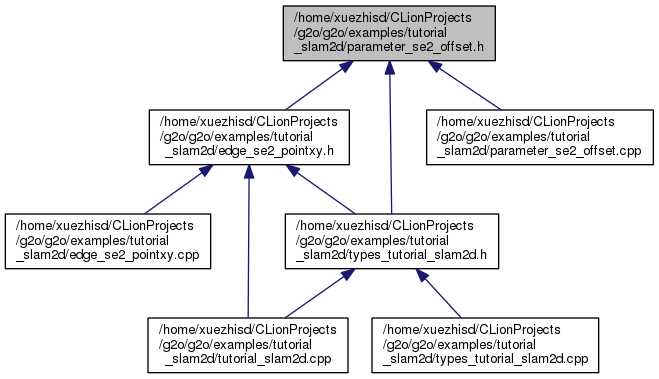 /home/xuezhisd/CLionProjects
/g2o/g2o/examples/tutorial
_slam2d/parameter_se2_offset.h
/home/xuezhisd/CLionProjects
/g2o/g2o/examples/tutorial
_slam2d/edge_se2_pointxy.h
/home/xuezhisd/CLionProjects
/g2o/g2o/examples/tutorial
_slam2d/parameter_se2_offset.cpp
/home/xuezhisd/CLionProjects
/g2o/g2o/examples/tutorial
_slam2d/edge_se2_pointxy.cpp
/home/xuezhisd/CLionProjects
/g2o/g2o/examples/tutorial
_slam2d/types_tutorial_slam2d.h
/home/xuezhisd/CLionProjects
/g2o/g2o/examples/tutorial
_slam2d/tutorial_slam2d.cpp
/home/xuezhisd/CLionProjects
/g2o/g2o/examples/tutorial
_slam2d/types_tutorial_slam2d.cpp